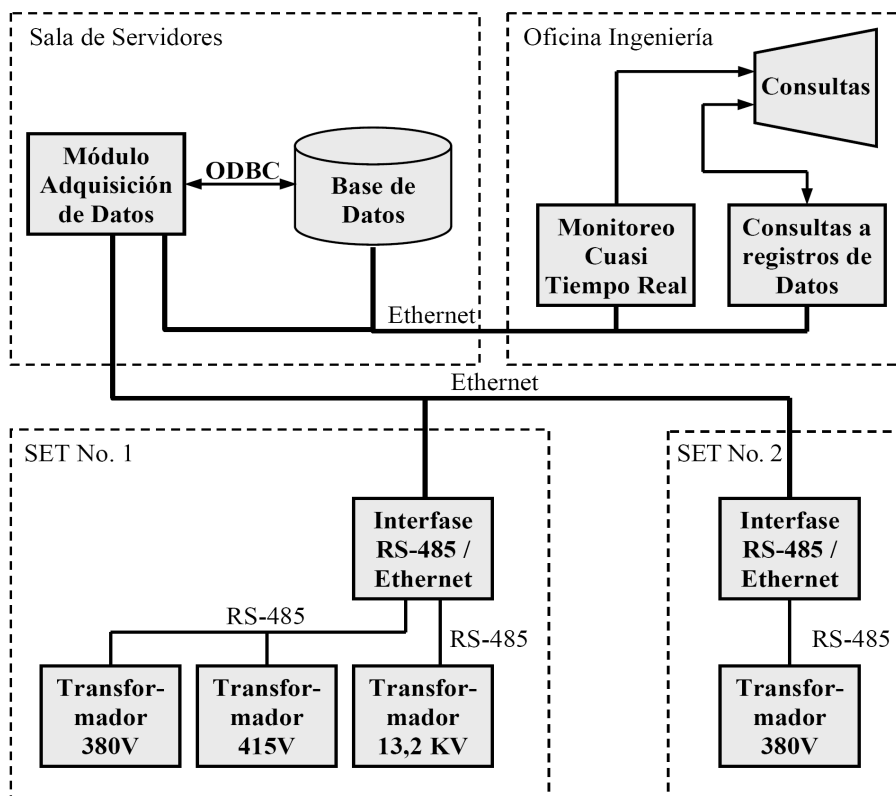 Sala de Servidores
Oficina Ingeniería
Consultas
Módulo
Adquisición
de Datos
ODBC
Base de
Datos
Monitoreo
Cuasi
Tiempo Real
Consultas a
registros de
Datos
Ethernet
Ethernet
SET No. 1
SET No. 2
Interfase
RS-485 /
Ethernet
Interfase
RS-485 /
Ethernet
RS-485
RS-485
RS-485
Transfor-
mador
380V
Transfor-
mador
415V
Transfor-
mador
13,2 KV
Transfor-
mador
380V